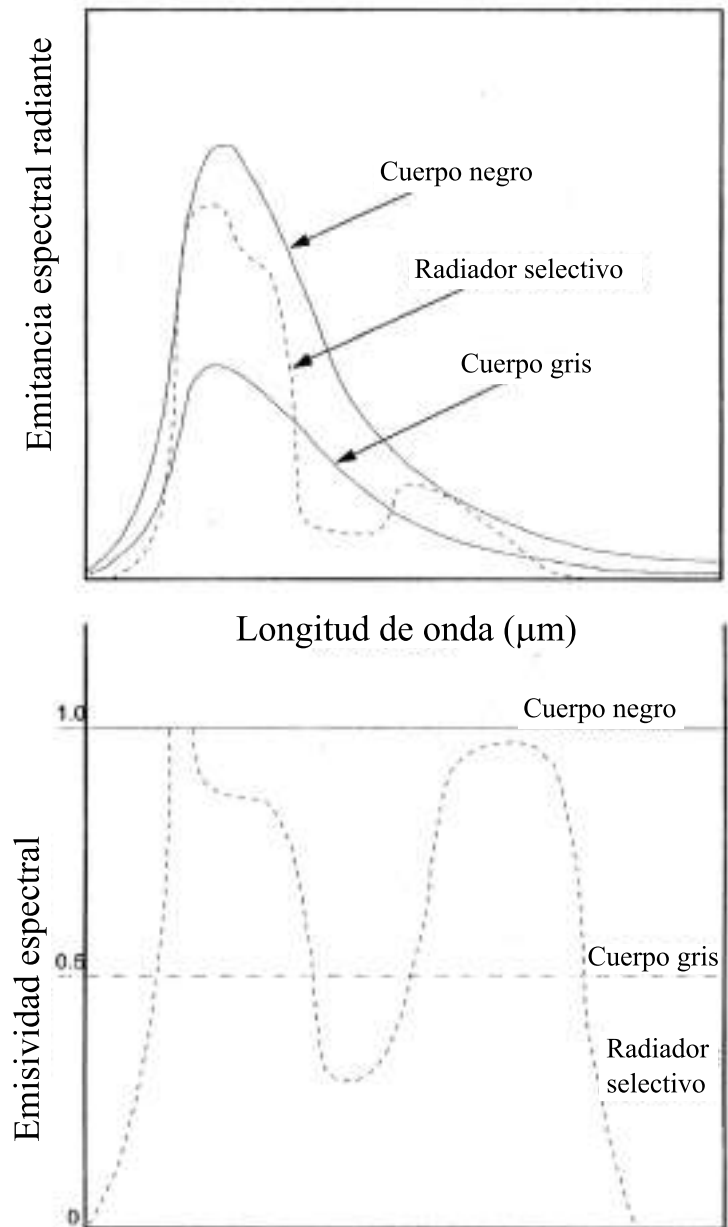 Emitancia espectral radiante
Cuerpo negro
Radiador selectivo
Cuerpo gris
Longitud de onda (μm)
Emisividad espectral
1.0
Cuerpo negro
0.5
Cuerpo gris
Radiador
selectivo
0